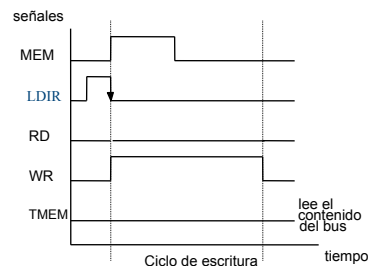 señales
MEM
LDIR
RD
WR
TMEM
lee el
contenido
del bus
Ciclo de escritura
tiempo